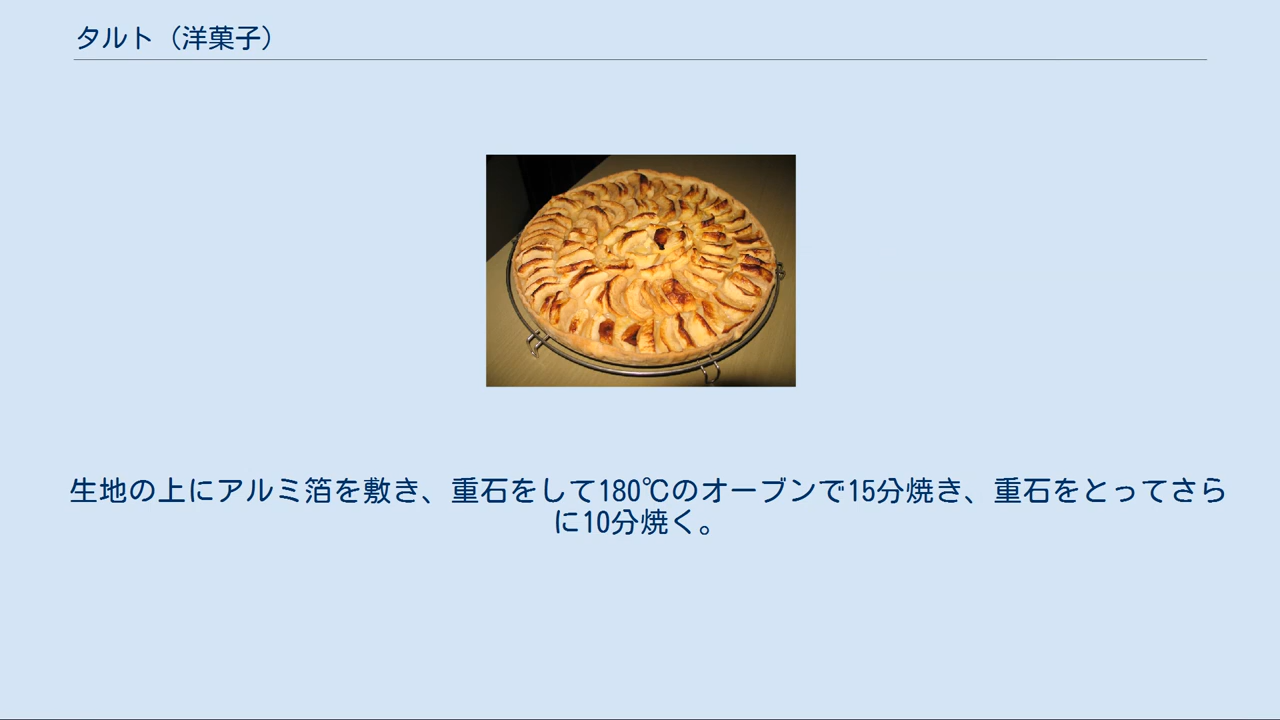 タルト（洋菓子）
生地の上にアルミ箔を敷き、重石をして180℃のオーブンで15分焼き、重石をとってさら
に10分焼く。